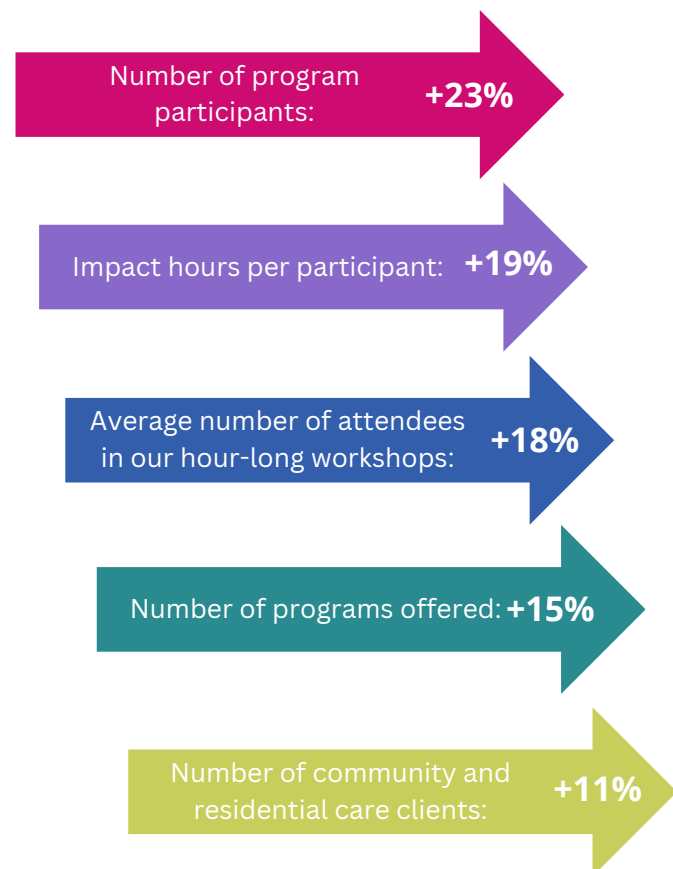 Number of program
participants:
+23%
Impact hours per participant:
+19%
Average number of attendees
in our hour-long workshops:
+18%
Number of programs offered:
+15%
Number of community and
residential care clients:
+11%